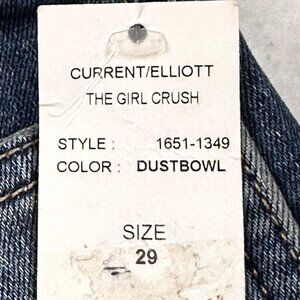 CURRENT/ELLIOTT
THE GIRL CRUSH
STYLE : 1651-1349
COLOR : DUSTBOWL
SIZE
29